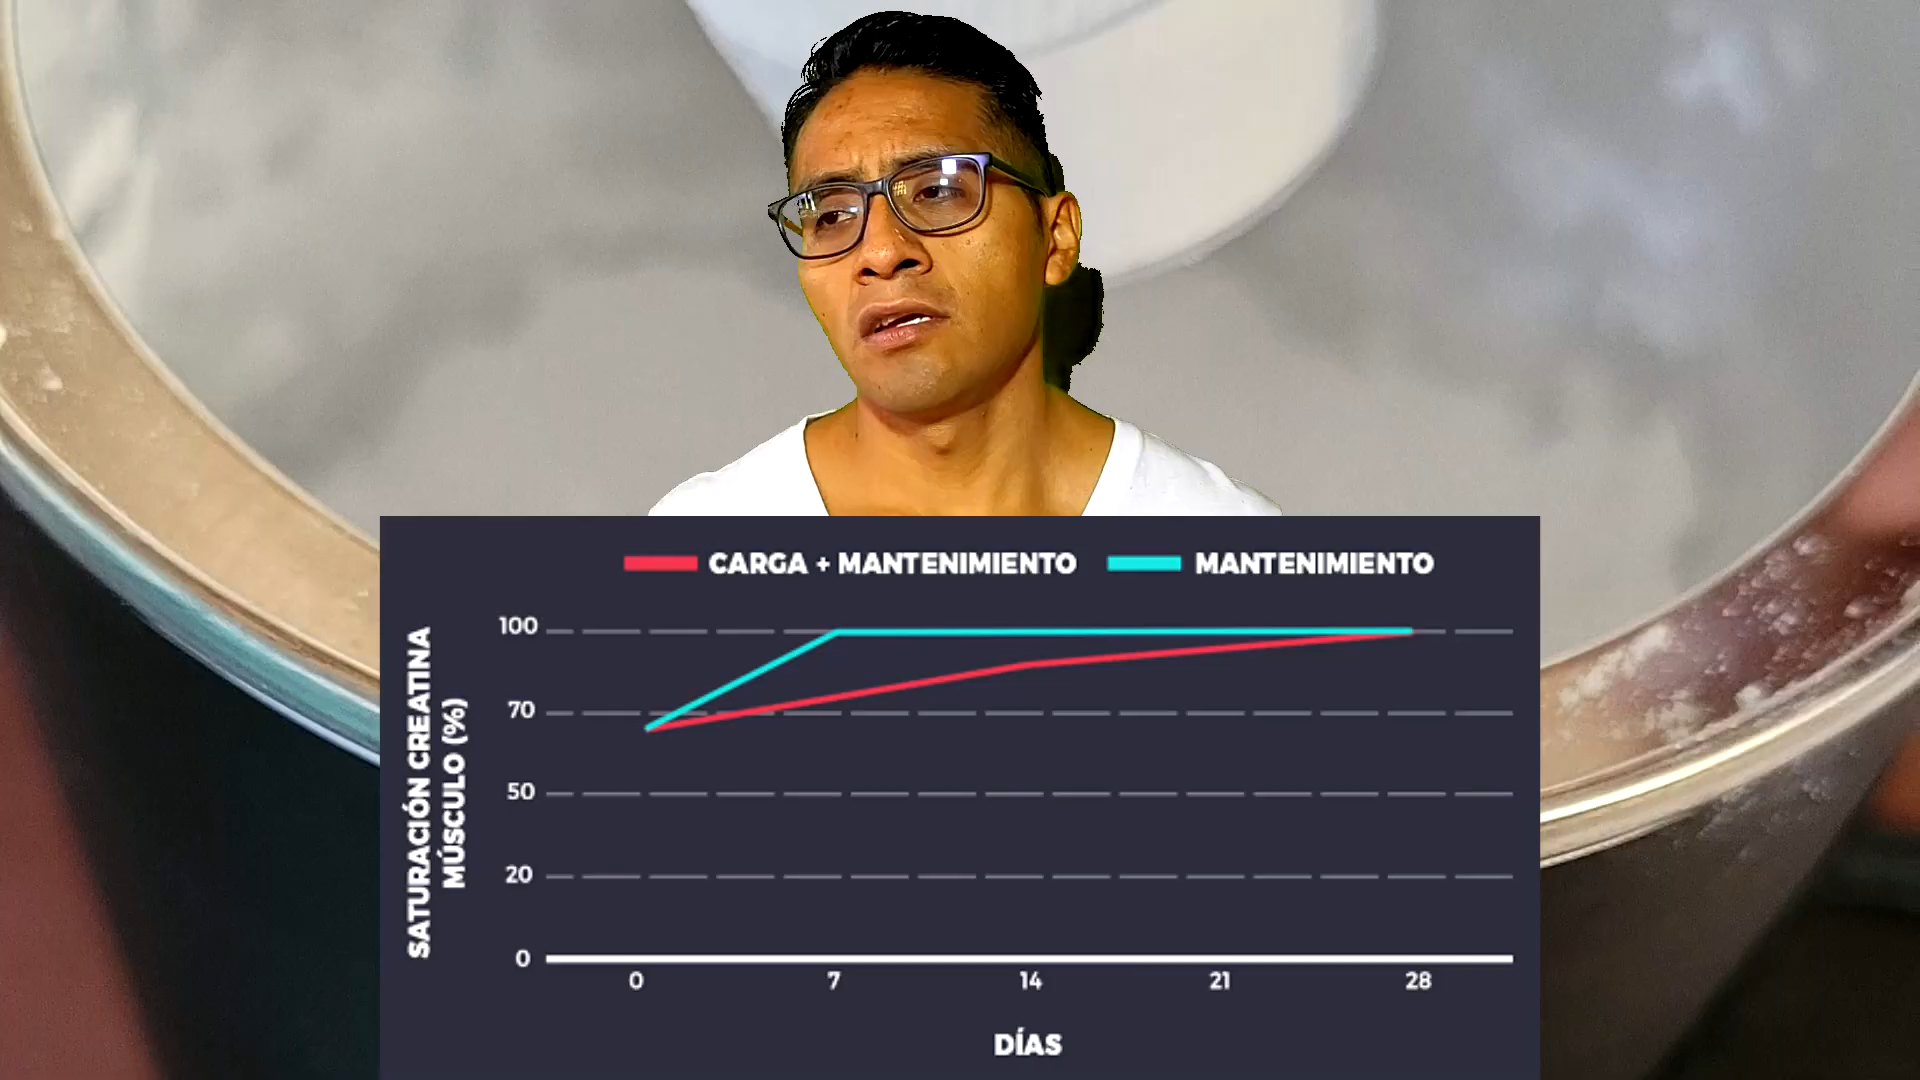 CARGA + MANTENIMIENTO
MANTENIMIENTO
SATURACIÓN CREATINA
MÚSCULO (%)
100
70
50
20
0
0 7 14 21 28
DÍAS